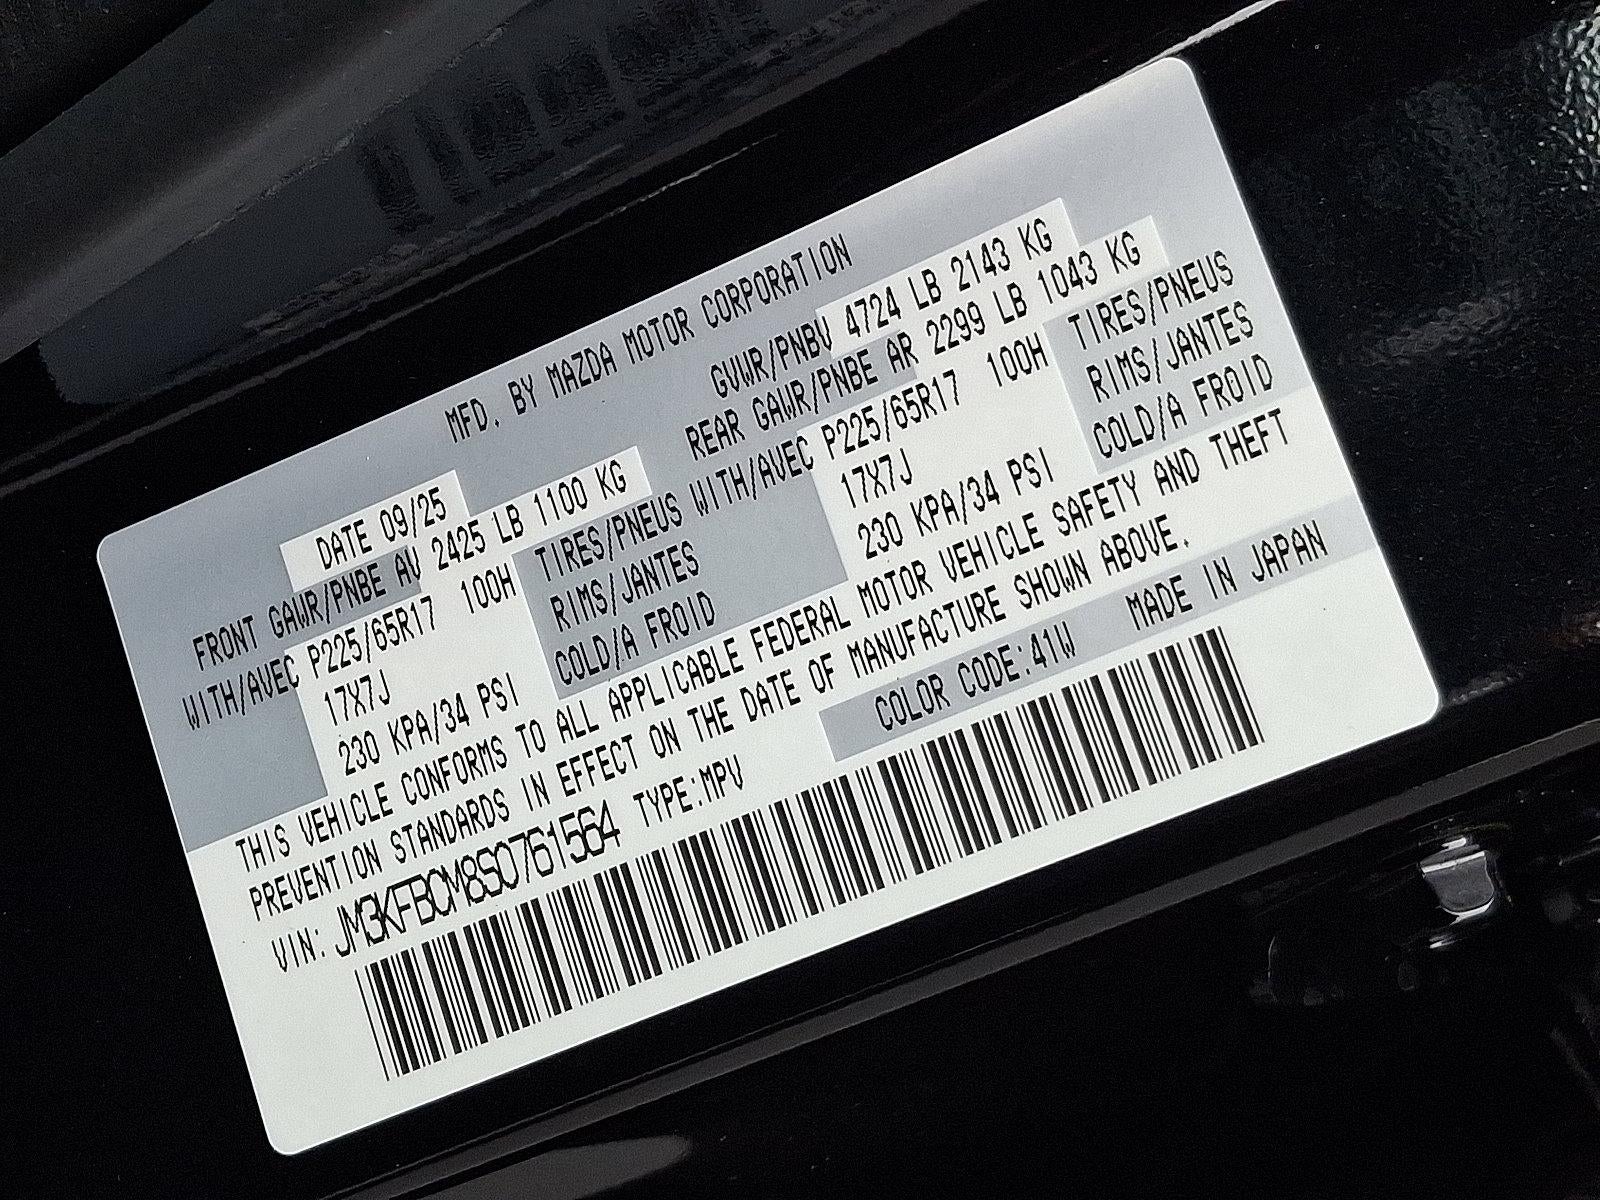 MFD. BY MAZDA MOTOR CORPORATION
DATE 09/25 GVWR/PNBV 4724 LB 2143 KG
FRONT GAWR/PNBE AV 2425 LB 1100 KG REAR GAWR/PNBE AR 2299 LB 1043 KG
WITH/AVEC P225/65R17 100H TIRES/PNEUS WITH/AVEC P225/65R17 100H TIRES/PNEUS
17X7J RIMS/JANTES 17X7J RIMS/JANTES
230 KPA/34 PSI COLD/A FROID 230 KPA/34 PSI COLD/A FROID
THIS VEHICLE CONFORMS TO ALL APPLICABLE FEDERAL MOTOR VEHICLE SAFETY AND THEFT
PREVENTION STANDARDS IN EFFECT ON THE DATE OF MANUFACTURE SHOWN ABOVE.
VIN: JM3KFBCM8S0761564 TYPE:MPV COLOR CODE:41W MADE IN JAPAN